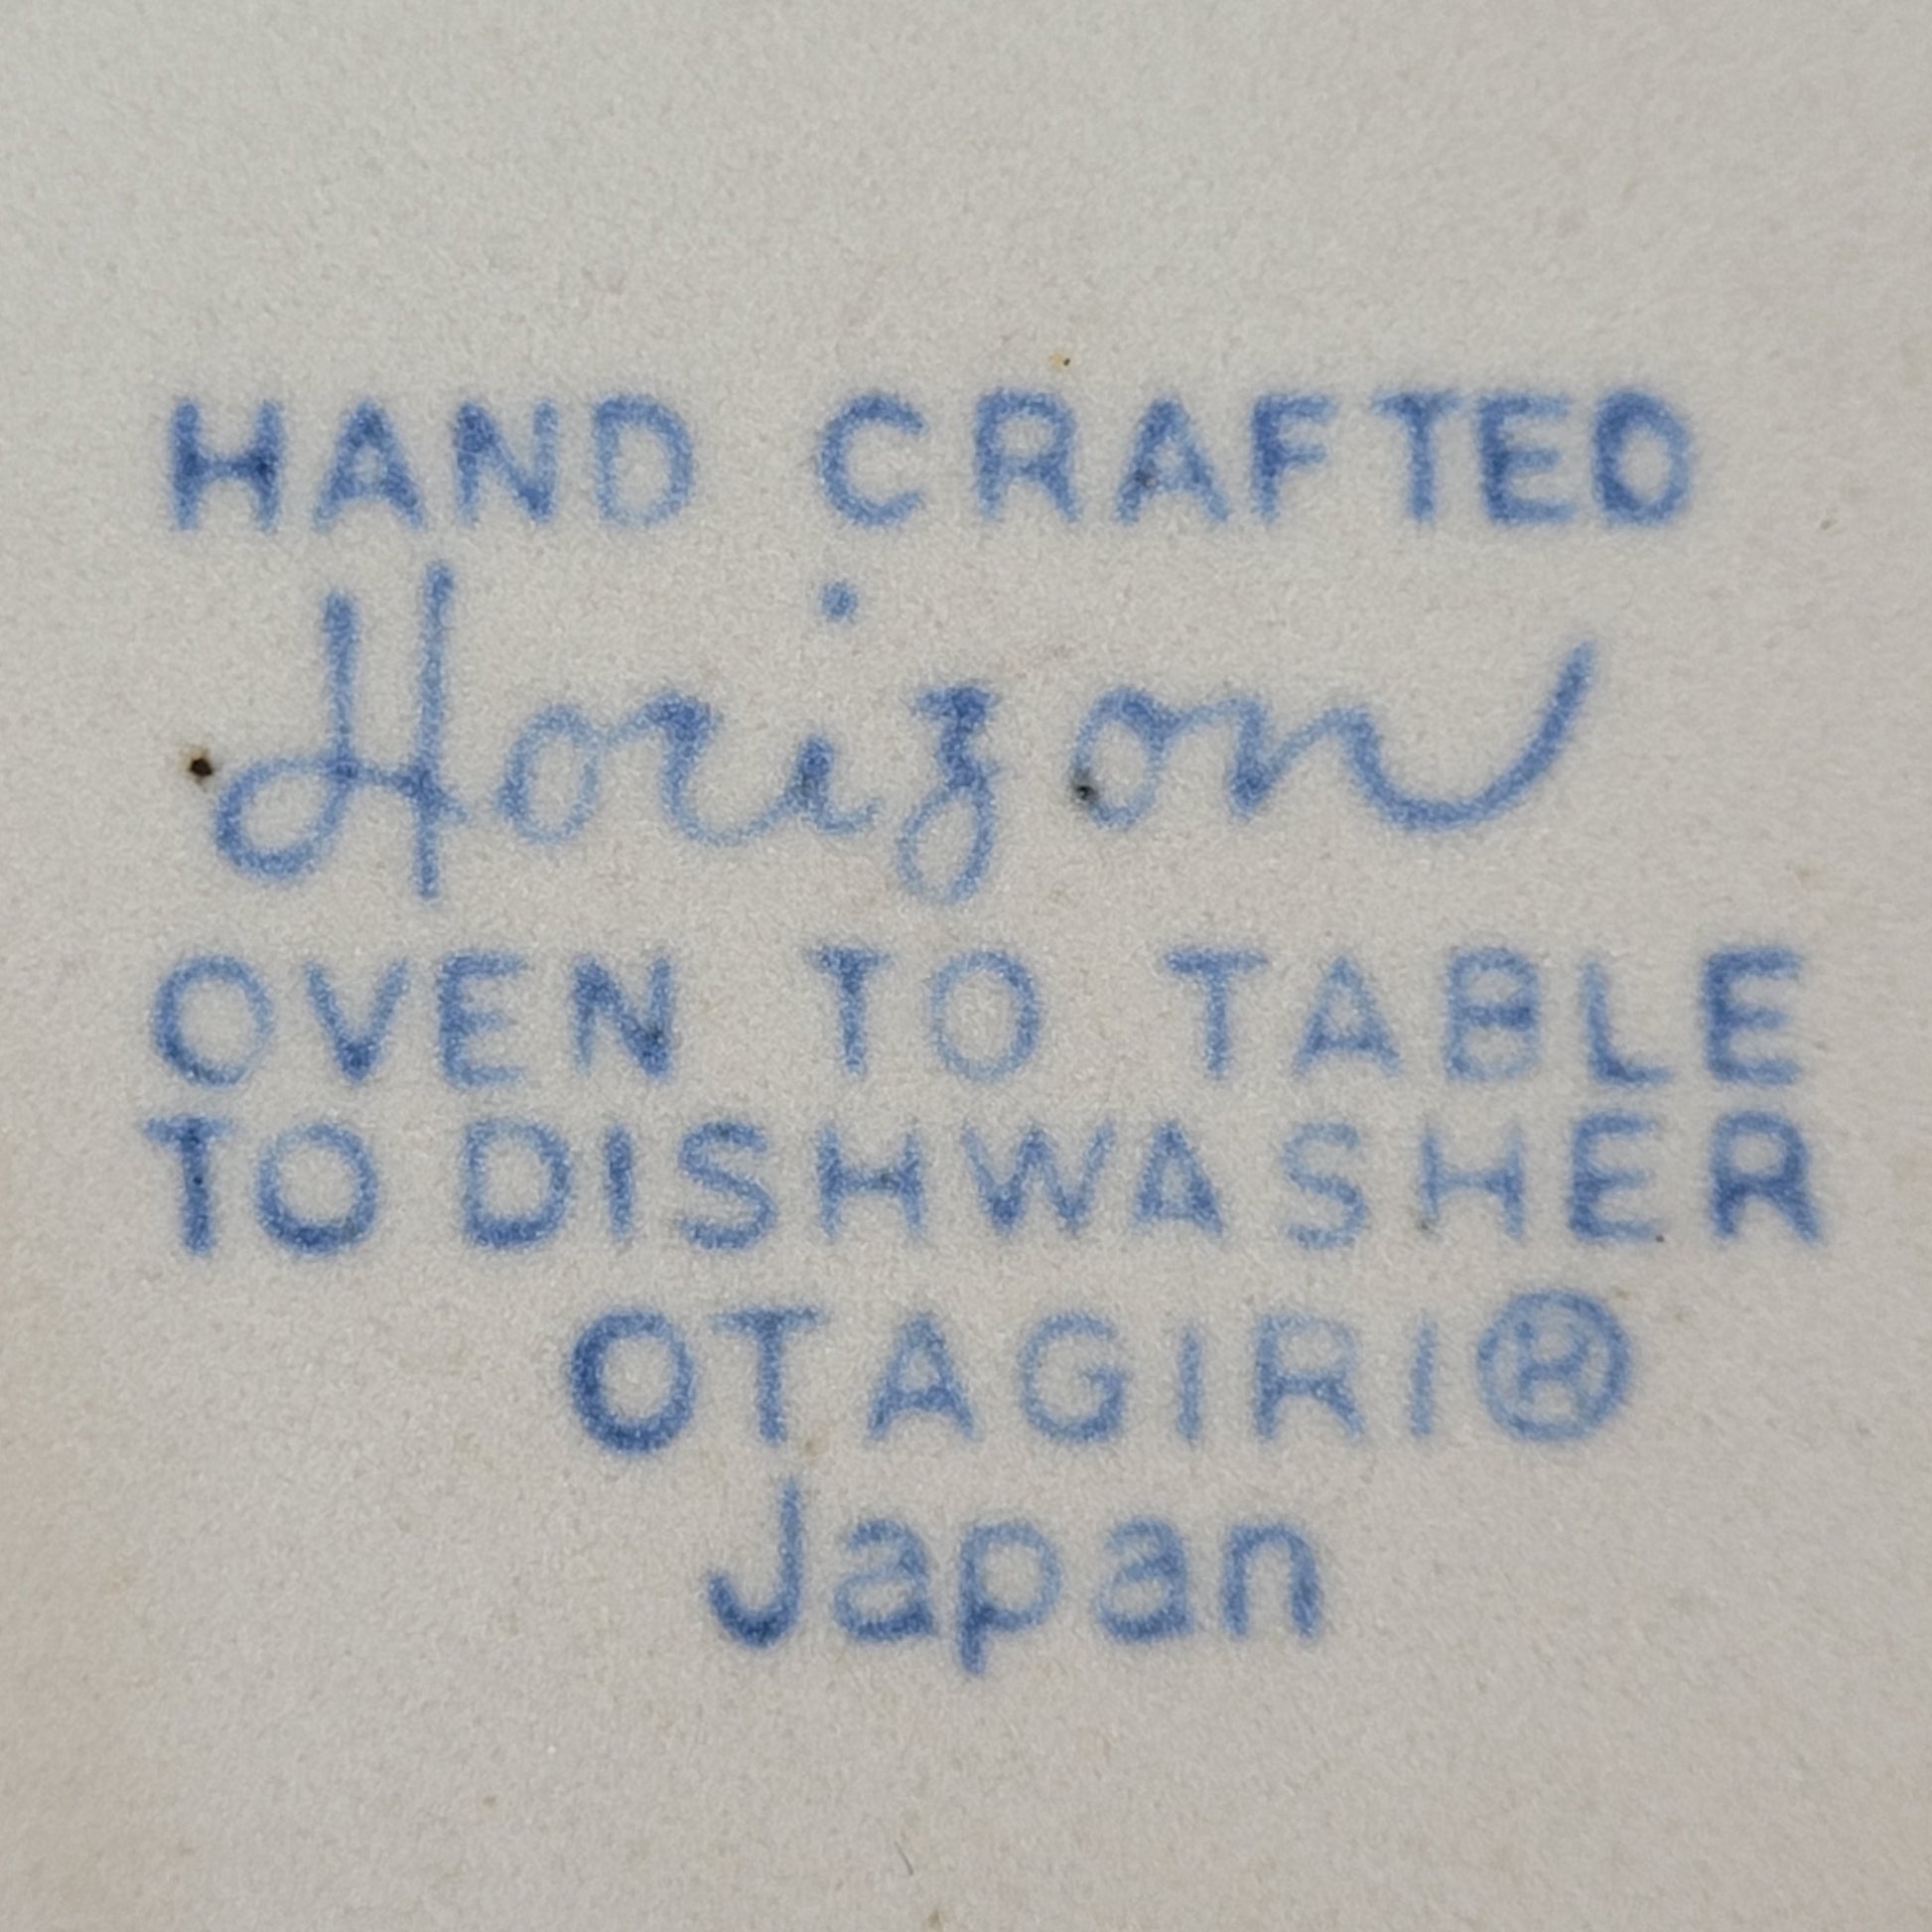 HAND CRAFTED
Horizon
OVEN TO TABLE
TO DISHWASHER
OTAGIRI®
Japan